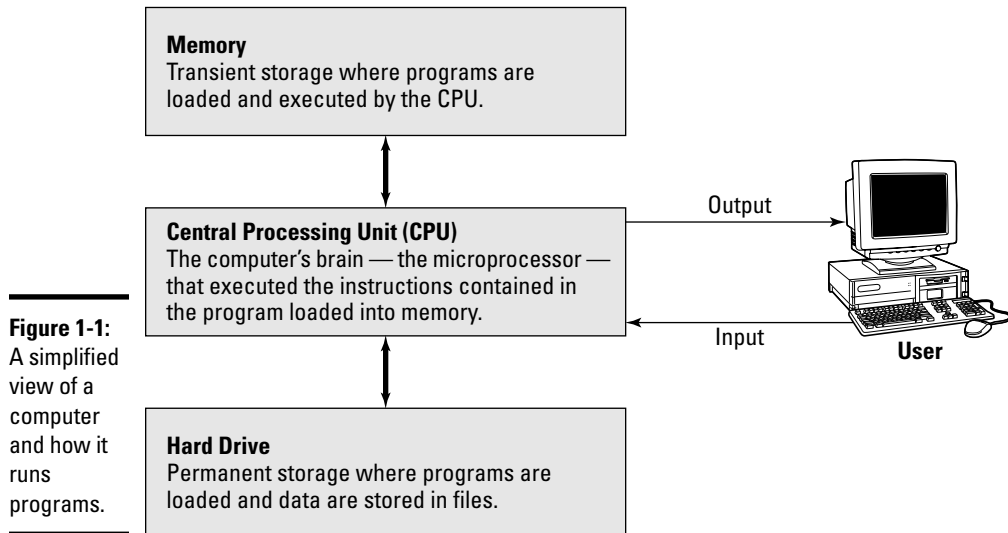 Memory
Transient storage where programs are
loaded and executed by the CPU.
Central Processing Unit (CPU)
The computer's brain — the microprocessor —
that executed the instructions contained in
the program loaded into memory.
Output
Input
User
Hard Drive
Permanent storage where programs are
loaded and data are stored in files.
Figure 1-1:
A simplified
view of a
computer
and how it
runs
programs.